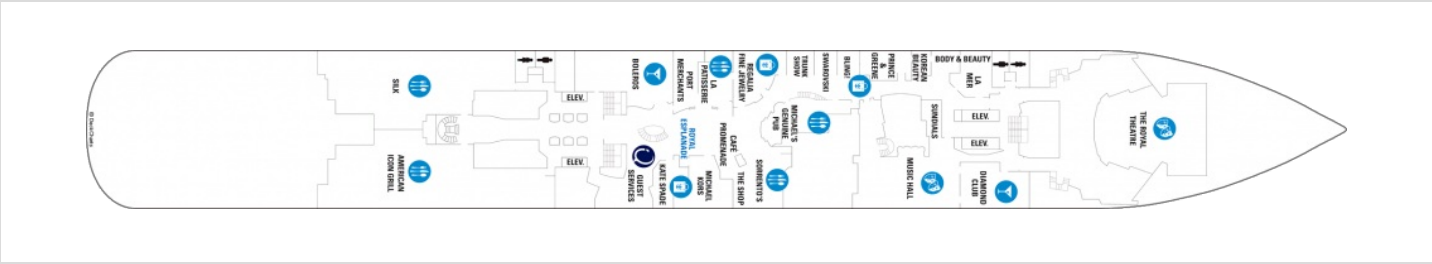 SILK
AMERICAN
ICON GRILL
ELEV.
ELEV.
BOLEROS
PORT
MERCHANTS
LA
PATISSERIE
REGALIA
FINE JEWELRY
TRUNK
SHOW
SWAROVSKI
BLING!
PRINCE
&
GREENE
KOREAN
BEAUTY
BODY & BEAUTY
LA
MER
ROYAL
ESPLANADE
CAFÉ
PROMENADE
MICHAEL'S
GENUINE
PUB
SUNDIALS
ELEV.
ELEV.
GUEST
SERVICES
KATE SPADE
MICHAEL
KORS
THE SHOP
SORRENTO'S
MUSIC HALL
DIAMOND
CLUB
THE ROYAL
THEATRE